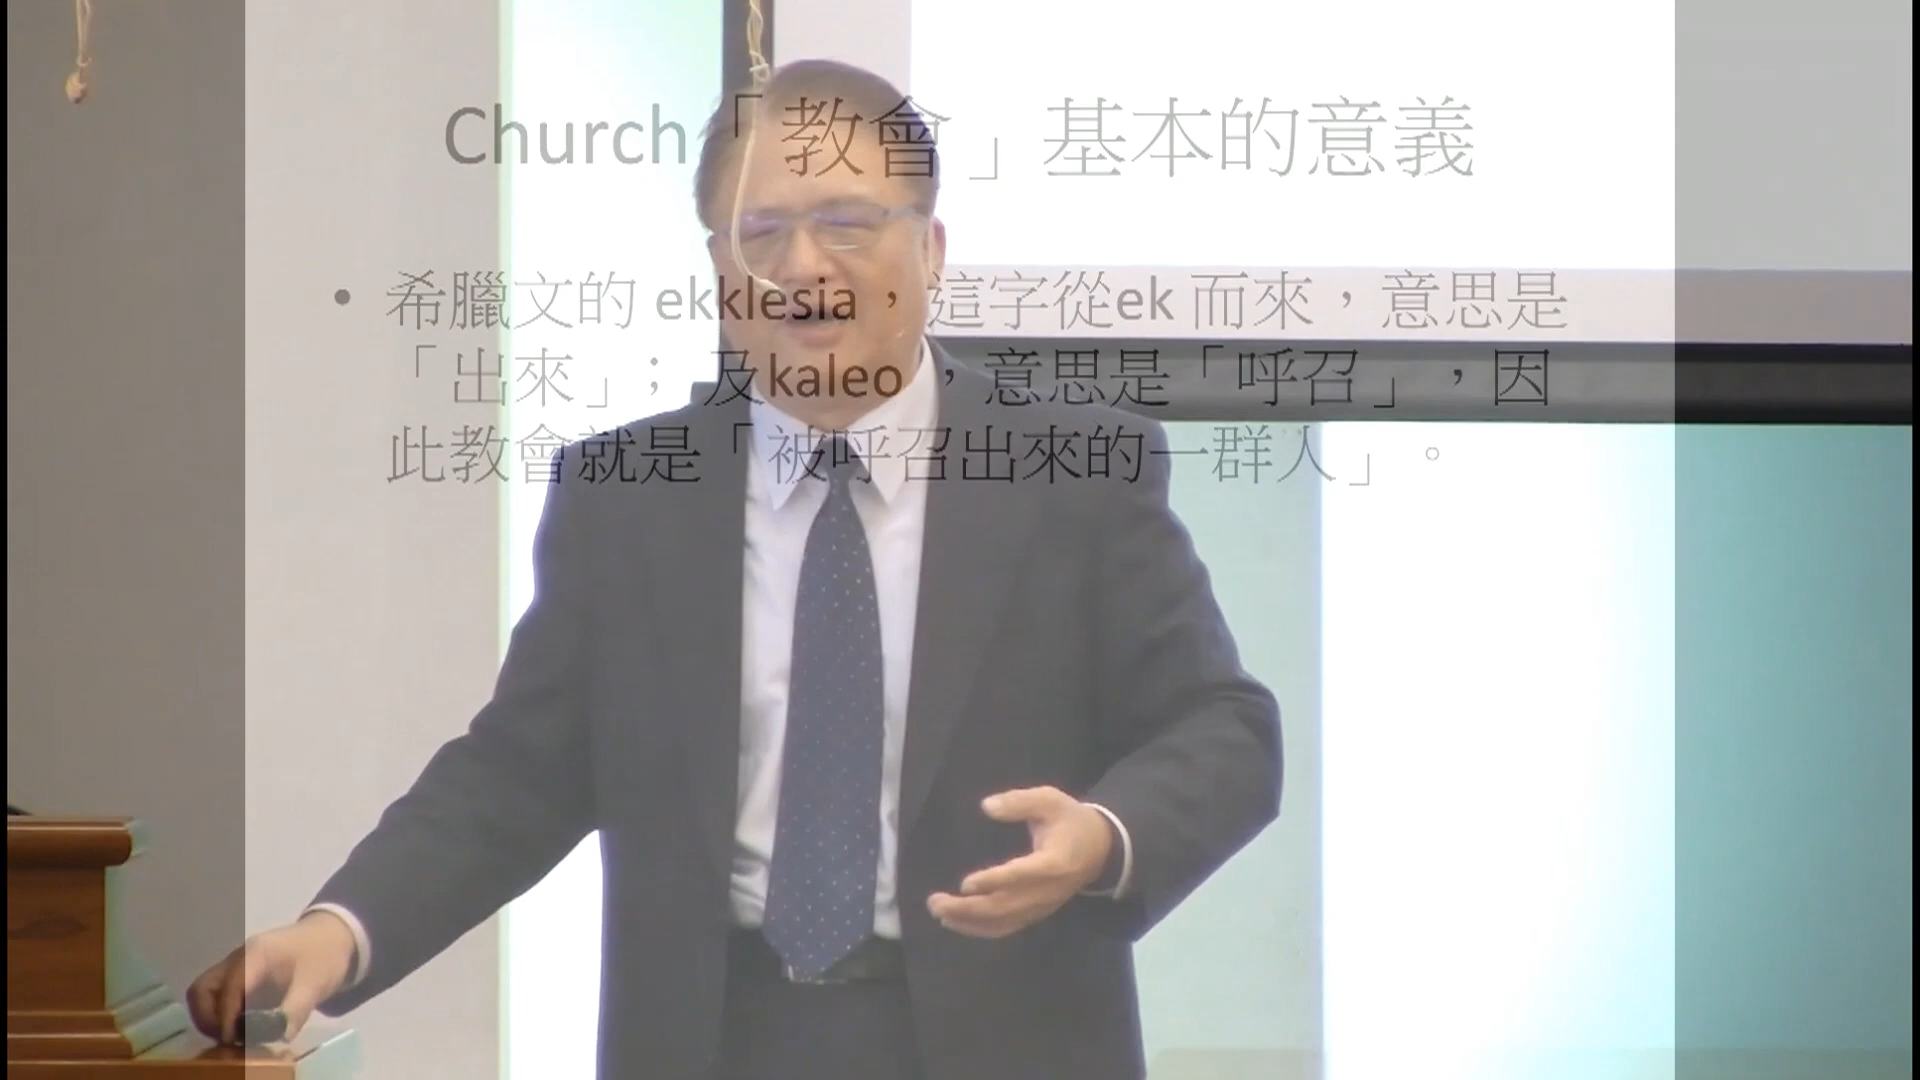 Church「教會」基本的意義
• 希臘文的 ekklesia，這字從ek 而來，意思是
「出來」； 及kaleo ，意思是「呼召」，因
此教會就是「被呼召出來的一群人」。